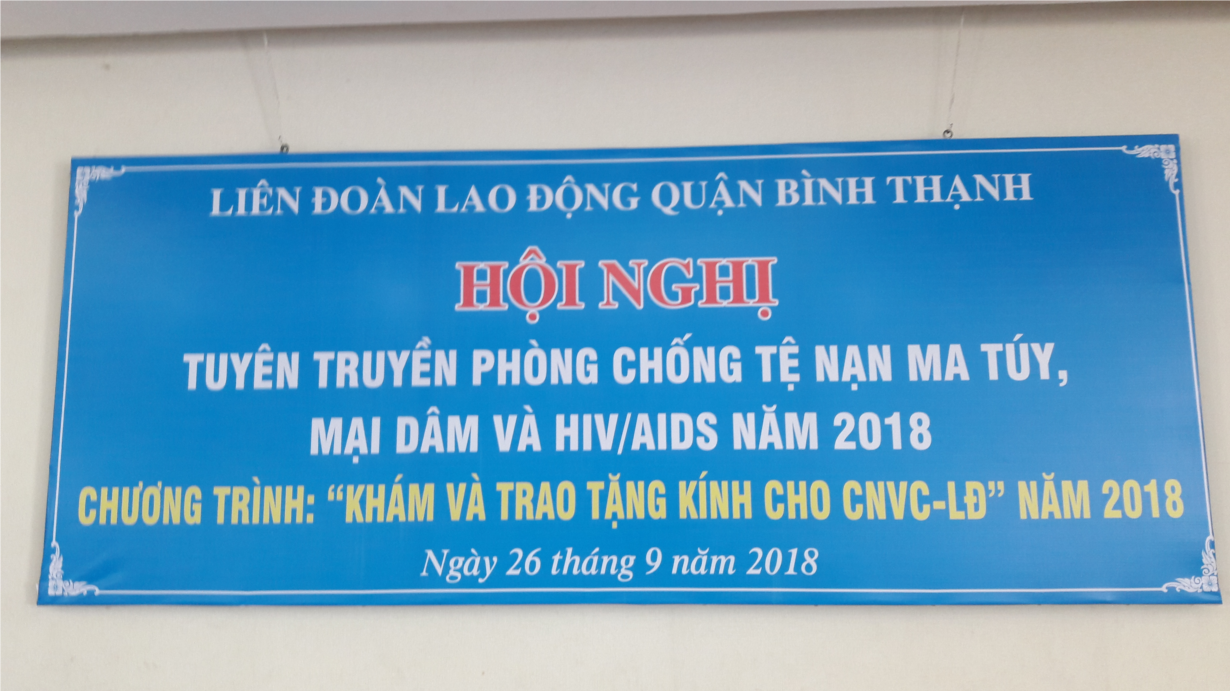 LIÊN ĐOÀN LAO ĐỘNG QUẬN BÌNH THẠNH
HỘI NGHỊ
TUYÊN TRUYỀN PHÒNG CHỐNG TỆ NẠN MA TÚY,
MẠI DÂM VÀ HIV/AIDS NĂM 2018
CHƯƠNG TRÌNH: “KHÁM VÀ TRAO TẶNG KÍNH CHO CNVC-LĐ” NĂM 2018
Ngày 26 tháng 9 năm 2018